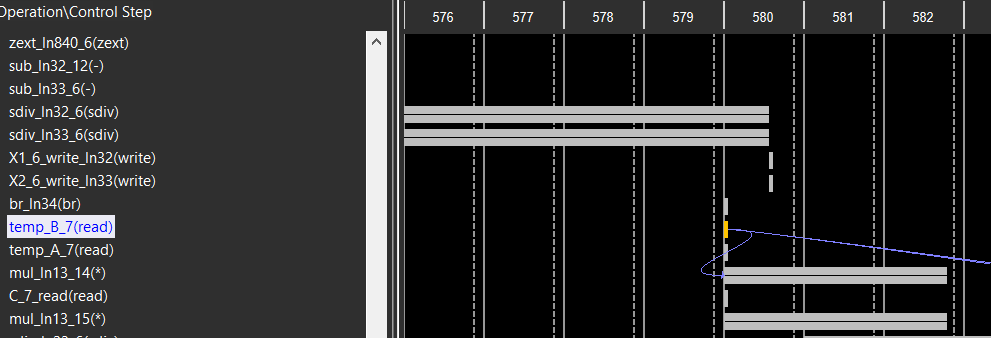 Operation\Control Step
576 577 578 579 580 581 582
zext_ln840_6(zext)
sub_ln32_12(-)
sub_ln33_6(-)
sdiv_ln32_6(sdiv)
sdiv_ln33_6(sdiv)
X1_6_write_ln32(write)
X2_6_write_ln33(write)
br_ln34(br)
temp_B_7(read)
temp_A_7(read)
mul_ln13_14(*)
C_7_read(read)
mul_ln13_15(*)